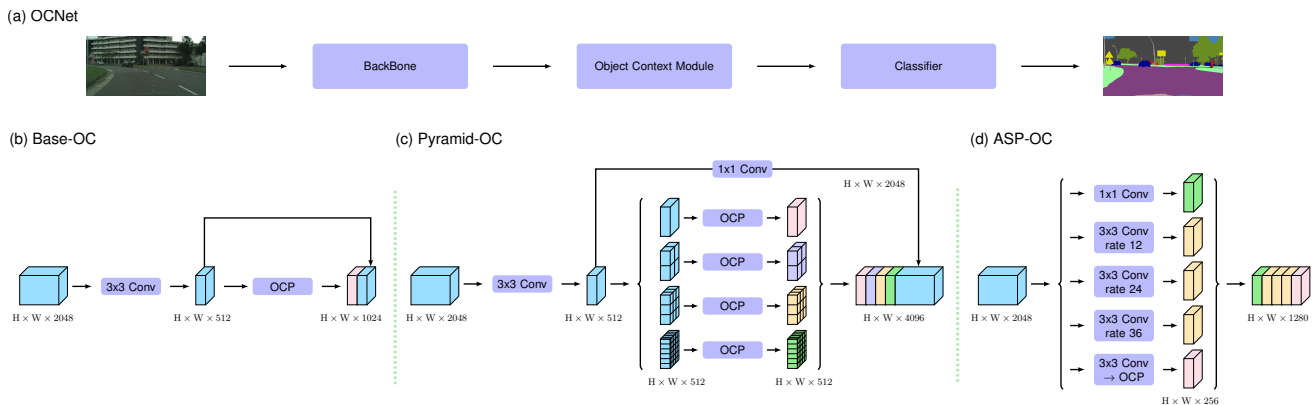 (a) OCNet
BackBone
Object Context Module
Classifier
(b) Base-OC
3x3 Conv
OCP
H × W × 2048
H × W × 512
H × W × 1024
(c) Pyramid-OC
1x1 Conv
H × W × 2048
3x3 Conv
OCP
OCP
OCP
OCP
H × W × 2048
H × W × 512
H × W × 4096
H × W × 512
H × W × 512
(d) ASP-OC
1x1 Conv
3x3 Conv
rate 12
3x3 Conv
rate 24
3x3 Conv
rate 36
3x3 Conv
→ OCP
H × W × 2048
H × W × 1280
H × W × 256